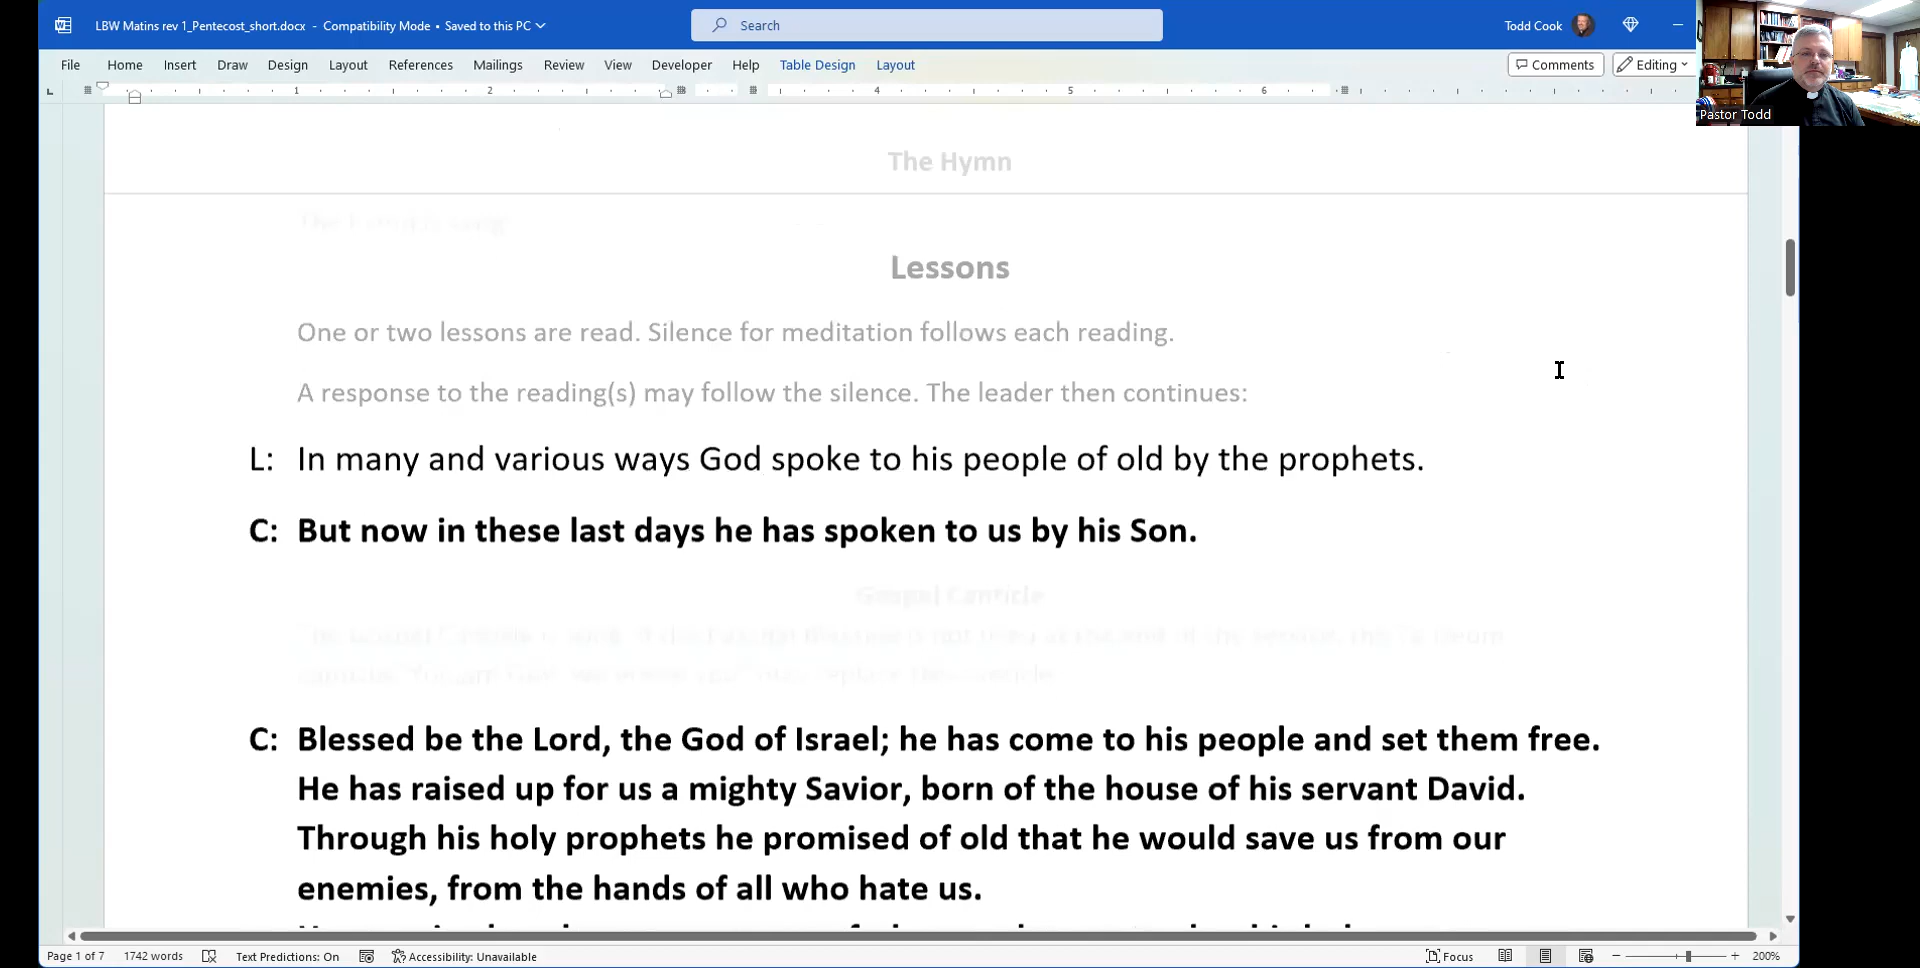 LBW Matins rev 1_Pentecost_short.docx - Compatibility Mode • Saved to this PC
Search
Todd Cook
File Home Insert Draw Design Layout References Mailings Review View Developer Help Table Design Layout
Comments Editing
Pastor Todd
1 2 4 5 6
The Hymn
Lessons
One or two lessons are read. Silence for meditation follows each reading.
A response to the reading(s) may follow the silence. The leader then continues:
L: In many and various ways God spoke to his people of old by the prophets.
C: But now in these last days he has spoken to us by his Son.
Gospel Canticle
C: Blessed be the Lord, the God of Israel; he has come to his people and set them free.
He has raised up for us a mighty Savior, born of the house of his servant David.
Through his holy prophets he promised of old that he would save us from our
enemies, from the hands of all who hate us.
Page 1 of 7 1742 words Text Predictions: On Accessibility: Unavailable Focus 200%